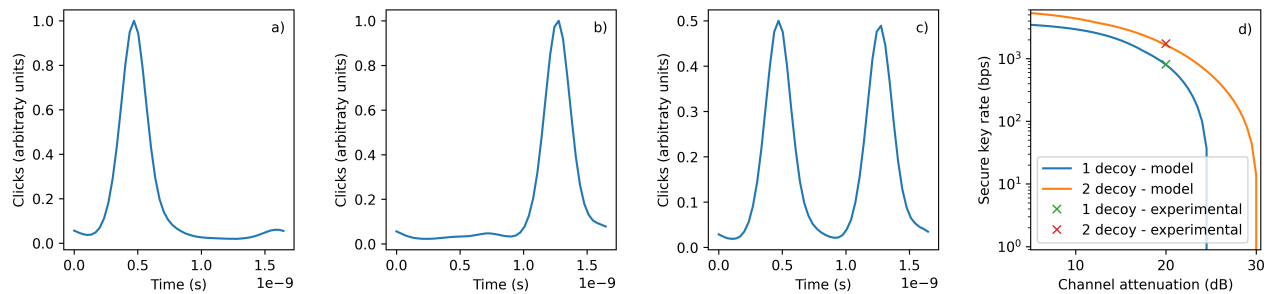 a)
1.0
0.8
0.6
0.4
0.2
0.0
Clicks (arbitraty units)
0.0 0.5 1.0 1.5
Time (s)
1e−9
b)
1.0
0.8
0.6
0.4
0.2
0.0
Clicks (arbitraty units)
0.0 0.5 1.0 1.5
Time (s)
1e−9
c)
0.5
0.4
0.3
0.2
0.1
0.0
Clicks (arbitraty units)
0.0 0.5 1.0 1.5
Time (s)
1e−9
d)
10³
10²
10¹
10⁰
Secure key rate (bps)
1 decoy - model
2 decoy - model
1 decoy - experimental
2 decoy - experimental
10 20 30
Channel attenuation (dB)